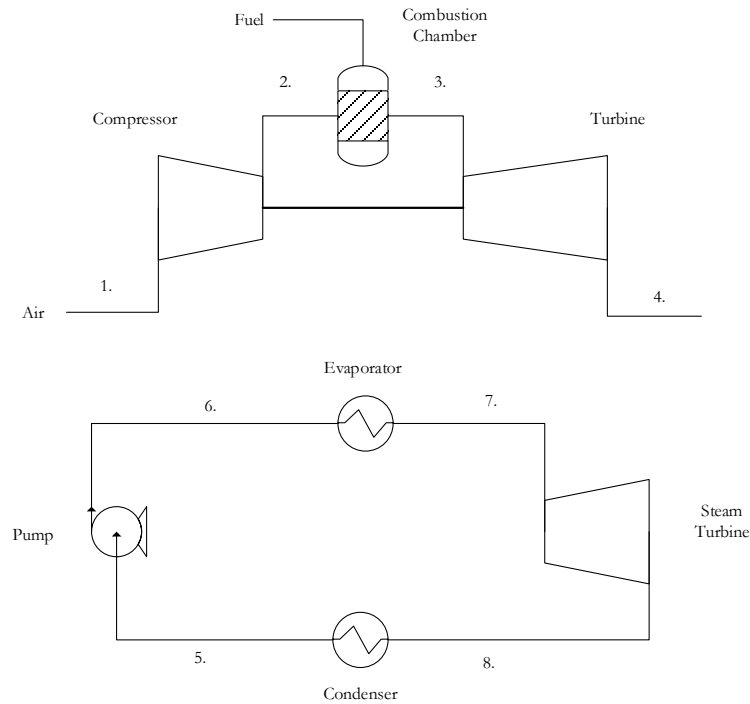 Fuel
Combustion
Chamber
2.
3.
Compressor
Turbine
1.
4.
Air
Evaporator
6.
7.
Pump
Steam
Turbine
5.
8.
Condenser